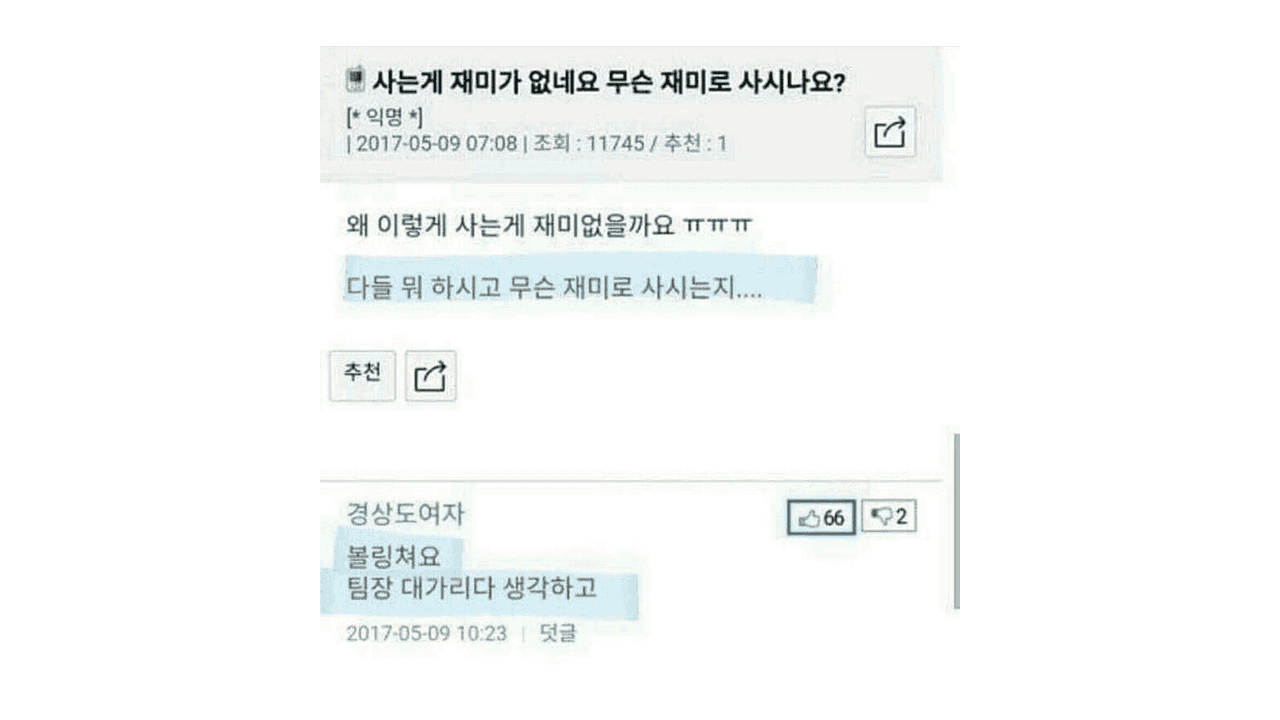 사는게 재미가 없네요 무슨 재미로 사시나요?
[* 익명 *]
| 2017-05-09 07:08 | 조회 : 11745 / 추천 : 1
왜 이렇게 사는게 재미없을까요 ㅠㅠㅠ
다들 뭐 하시고 무슨 재미로 사시는지....
추천
경상도여자
66
2
볼링쳐요
팀장 대가리다 생각하고
2017-05-09 10:23 | 덧글